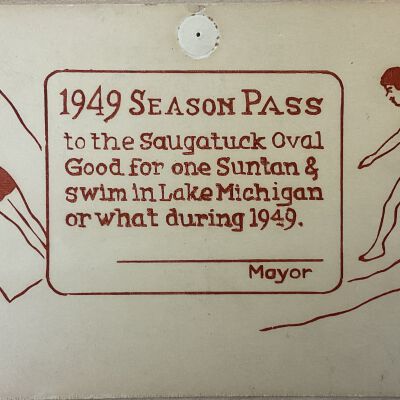 1949 SEASON PASS
to the Saugatuck Oval
Good for one Suntan &
swim in Lake Michigan
or what during 1949.
Mayor